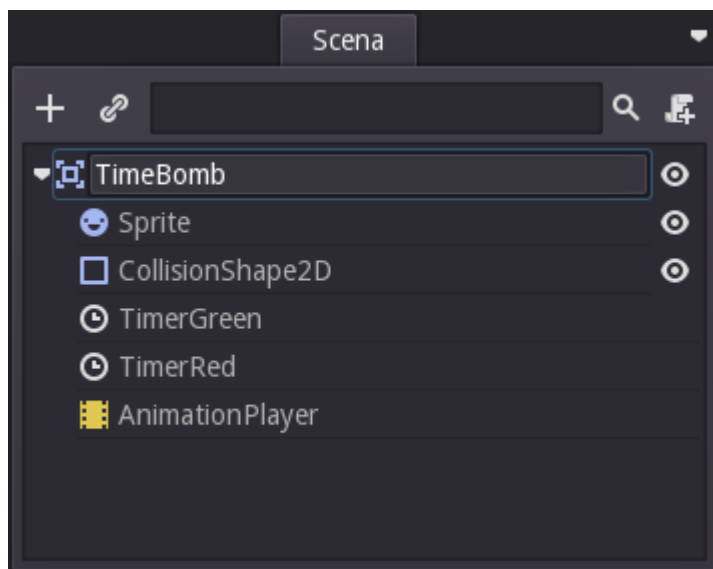 Scena
TimeBomb
Sprite
CollisionShape2D
TimerGreen
TimerRed
AnimationPlayer